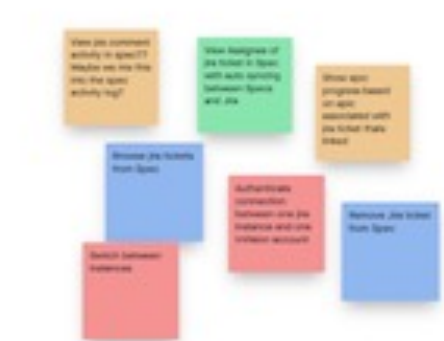 View jira comment
activity in spec??
Maybe we mix this
into the spec
activity log?
View Assignee of
jira ticket in Spec
with auto syncing
between Specs
and Jira
Show epic
progress based
on epic
associated with
jira ticket thats
linked
Browse jira tickets
from Spec
Authenticate
connection
between one jira
instance and one
invision account
Remove Jira ticket
from Spec
Switch between
instances